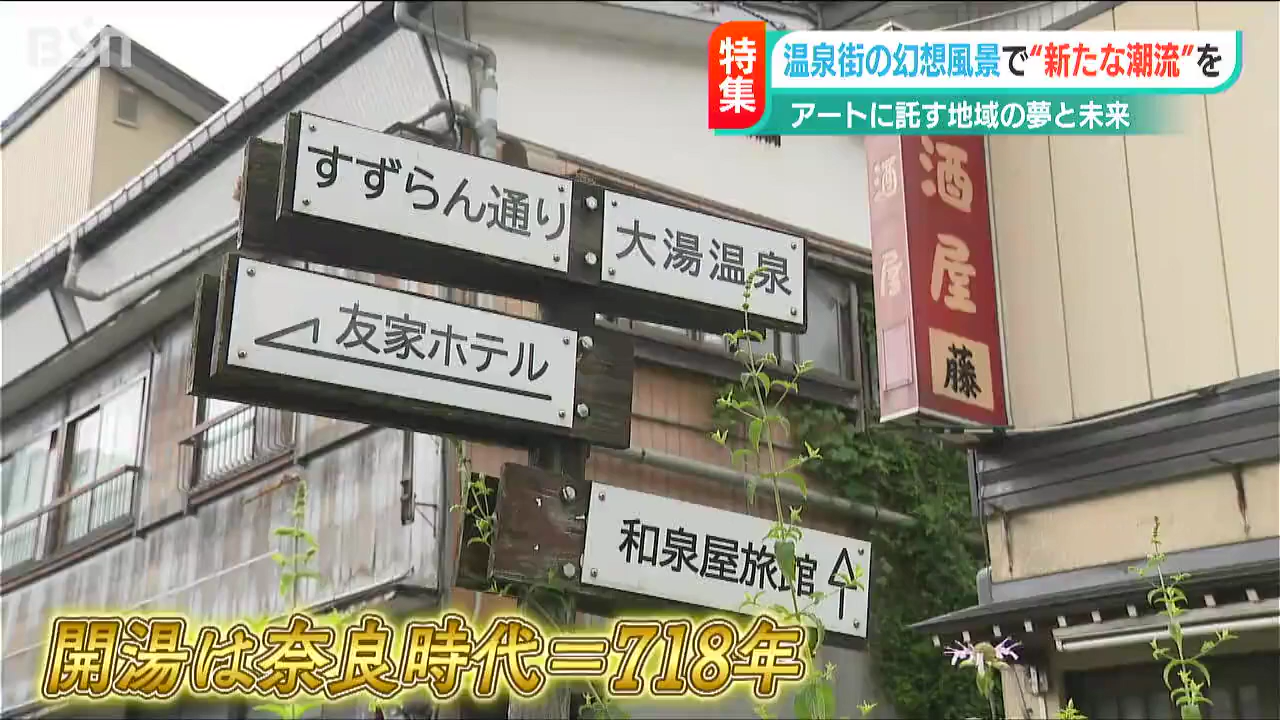 BSN
特集
温泉街の幻想風景で“新たな潮流”を
アートに託す地域の夢と未来
酒屋
酒屋
藤
すずらん通り
大湯温泉
友家ホテル
和泉屋旅館
開湯は奈良時代＝718年